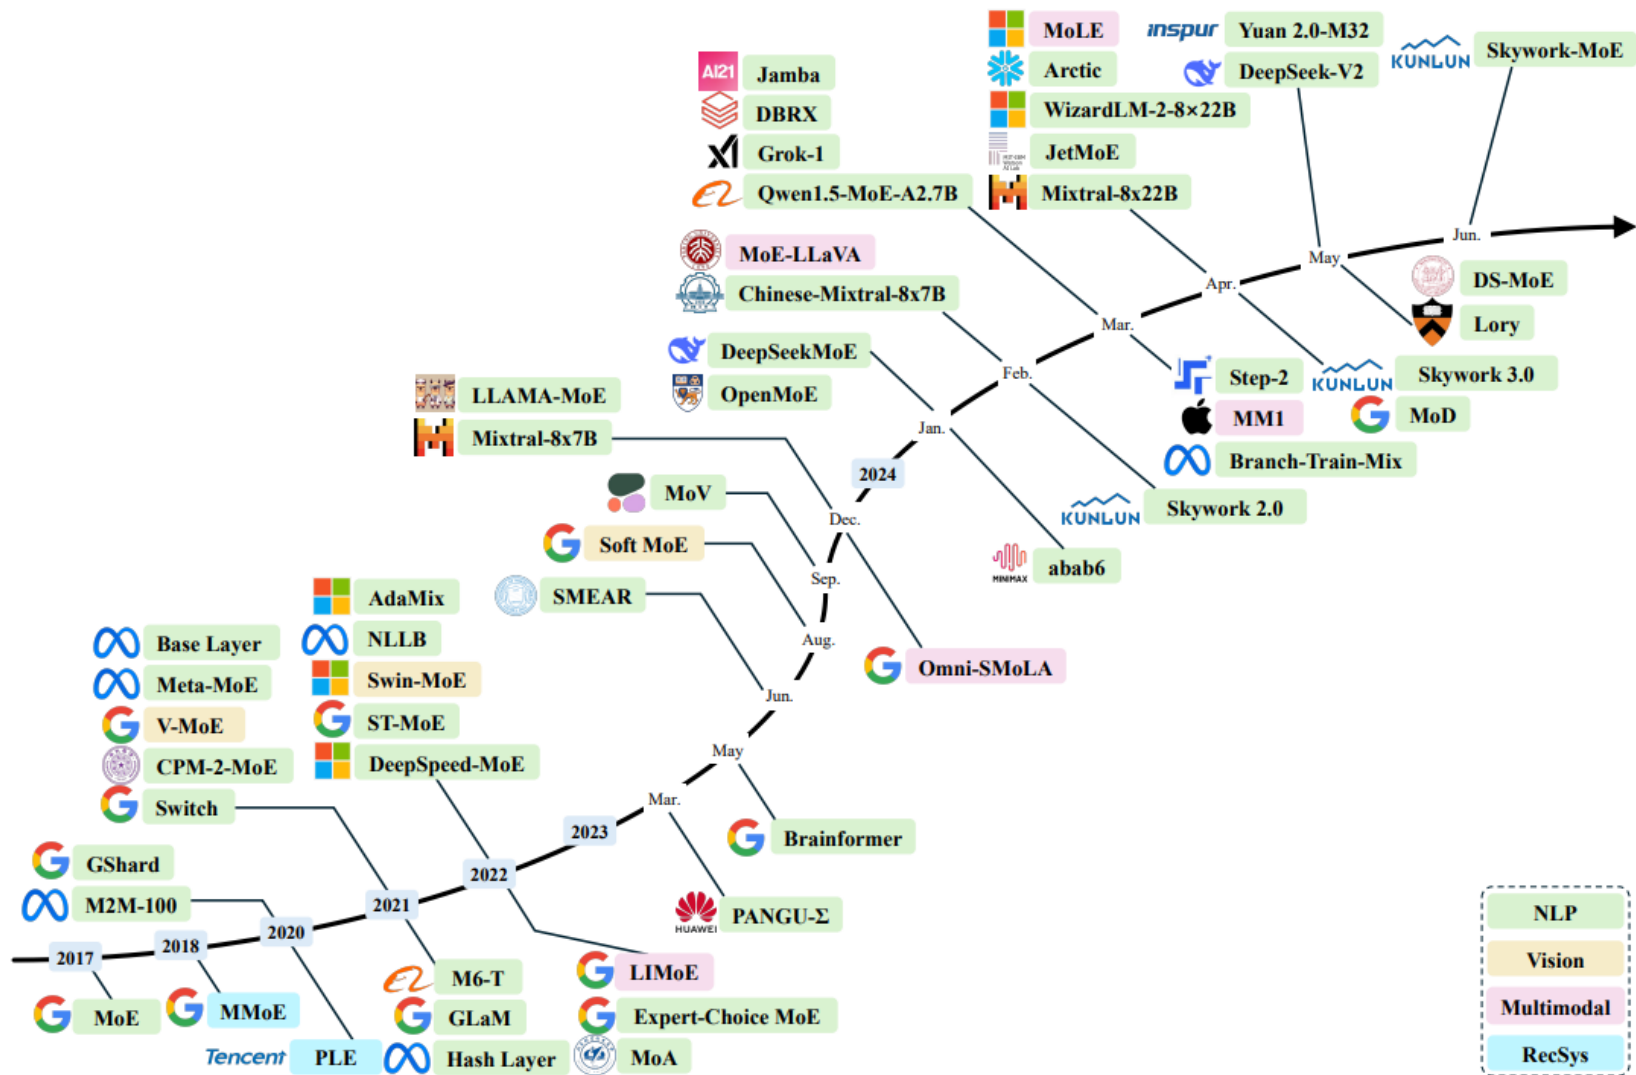 MoLE
inspur
Yuan 2.0-M32
KUNLUN
Skywork-MoE
AI21
Jamba
Arctic
DeepSeek-V2
DBRX
WizardLM-2-8×22B
Grok-1
JetMoE
Qwen1.5-MoE-A2.7B
Mixtral-8x22B
Jun.
MoE-LLaVA
May
DS-MoE
Chinese-Mixtral-8x7B
Apr.
Lory
Mar.
DeepSeekMoE
Feb.
Step-2
KUNLUN
Skywork 3.0
LLAMA-MoE
OpenMoE
MM1
MoD
Mixtral-8x7B
Jan.
Branch-Train-Mix
2024
MoV
KUNLUN
Skywork 2.0
Dec.
Soft MoE
MINIMAX
abab6
Sep.
AdaMix
SMEAR
Base Layer
NLLB
Aug.
Omni-SMoLA
Meta-MoE
Swin-MoE
Jun.
V-MoE
ST-MoE
CPM-2-MoE
DeepSpeed-MoE
May
Switch
Mar.
2023
Brainformer
GShard
2022
M2M-100
2021
HUAWEI
PANGU-Σ
NLP
2020
2018
2017
Vision
M6-T
LIMoE
MoE
MMoE
GLaM
Expert-Choice MoE
Multimodal
Tencent
PLE
Hash Layer
MoA
RecSys